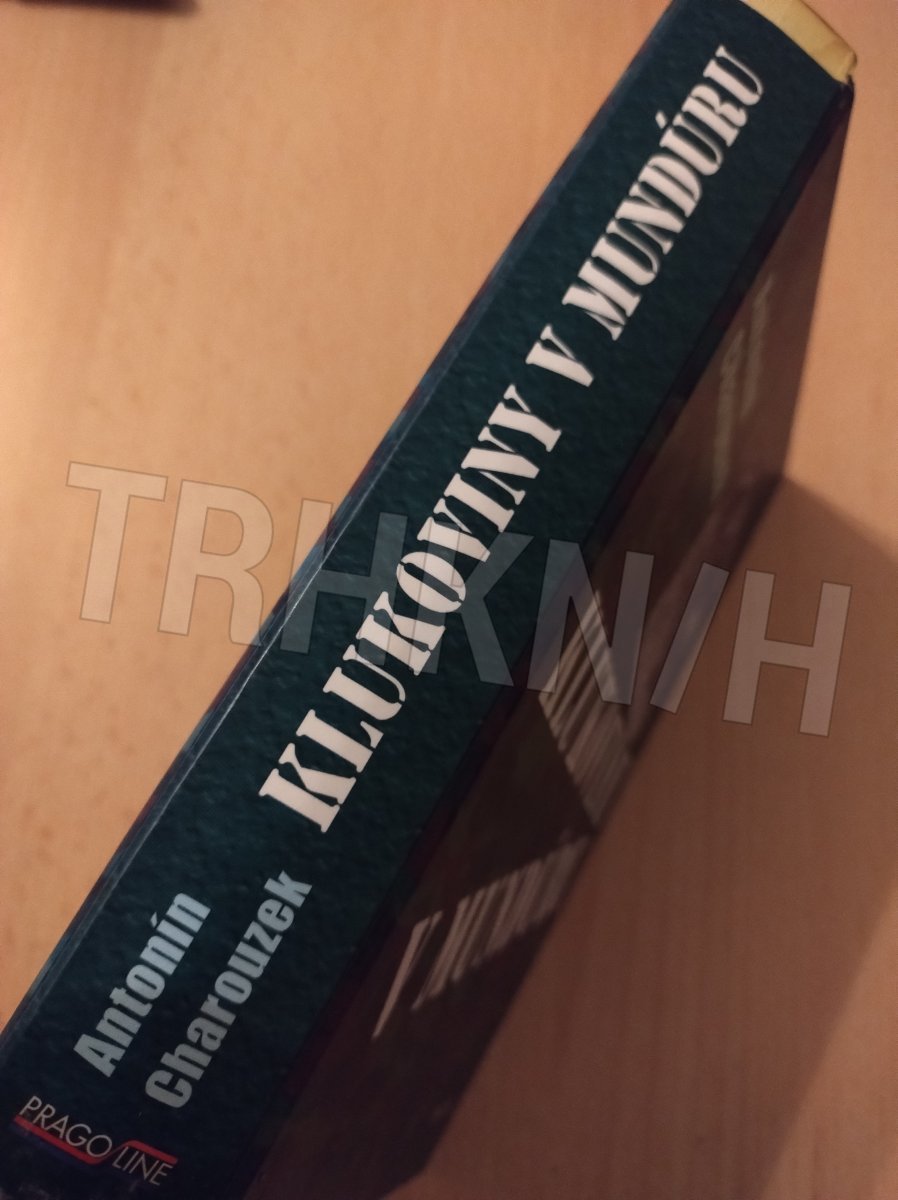 KLUKOVINY V MUNDÚRU
Antonín
Charouzek
PRAGOLINE
TRHKNIH